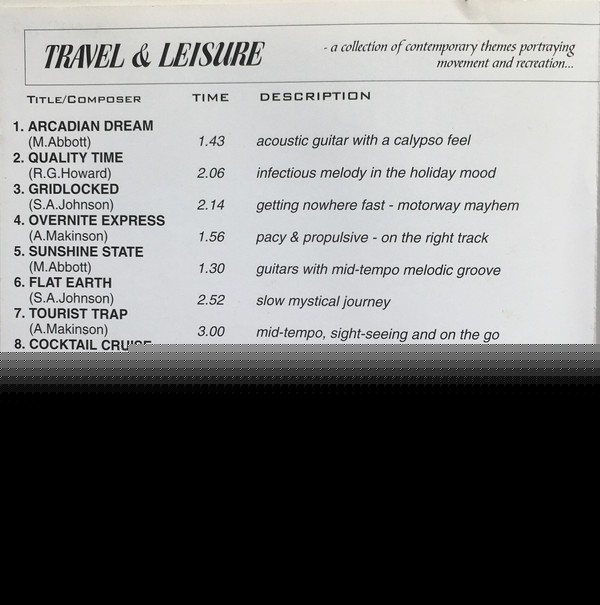 TRAVEL & LEISURE
- a collection of contemporary themes portraying
movement and recreation...
TITLE/COMPOSER TIME DESCRIPTION
1. ARCADIAN DREAM
(M.Abbott) 1.43 acoustic guitar with a calypso feel
2. QUALITY TIME
(R.G.Howard) 2.06 infectious melody in the holiday mood
3. GRIDLOCKED
(S.A.Johnson) 2.14 getting nowhere fast - motorway mayhem
4. OVERNITE EXPRESS
(A.Makinson) 1.56 pacy & propulsive - on the right track
5. SUNSHINE STATE
(M.Abbott) 1.30 guitars with mid-tempo melodic groove
6. FLAT EARTH
(S.A.Johnson) 2.52 slow mystical journey
7. TOURIST TRAP
(A.Makinson) 3.00 mid-tempo, sight-seeing and on the go
8. COCKTAIL CRUISE